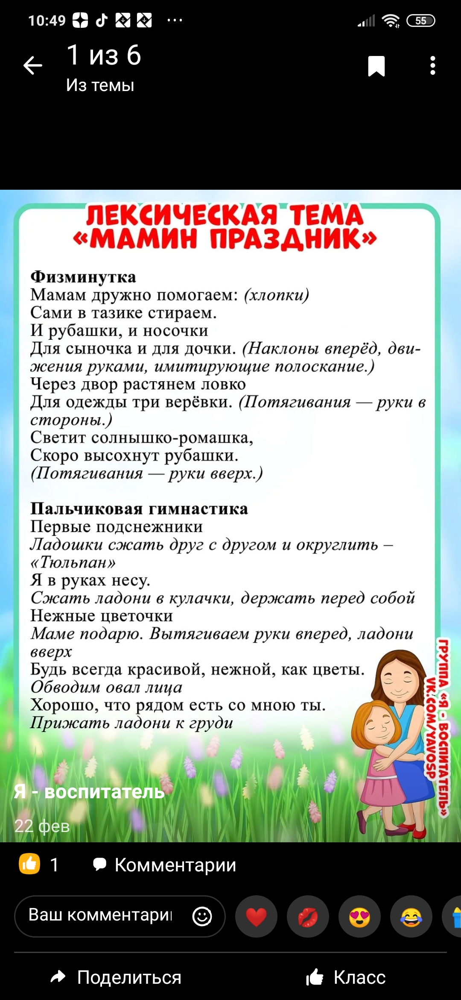 10:49
55
1 из 6
Из темы
ЛЕКСИЧЕСКАЯ ТЕМА
«МАМИН ПРАЗДНИК»
Физминутка
Мамам дружно помогаем: (хлопки)
Сами в тазике стираем.
И рубашки, и носочки
Для сыночка и для дочки. (Наклоны вперёд, дви-
жения руками, имитирующие полоскание.)
Через двор растянем ловко
Для одежды три верёвки. (Потягивания — руки в
стороны.)
Светит солнышко-ромашка,
Скоро высохнут рубашки.
(Потягивания — руки вверх.)
Пальчиковая гимнастика
Первые подснежники
Ладошки сжать друг с другом и округлить –
«Тюльпан»
Я в руках несу.
Сжать ладони в кулачки, держать перед собой
Нежные цветочки
Маме подарю. Вытягиваем руки вперед, ладони
вверх
Будь всегда красивой, нежной, как цветы.
Обводим овал лица
Хорошо, что рядом есть со мною ты.
Прижать ладони к груди
ГРУППА «Я - ВОСПИТАТЕЛЬ»
VK.COM/YAVOSP
Я - воспитатель
22 фев
1
Комментарии
Ваш комментари
Поделиться
Класс